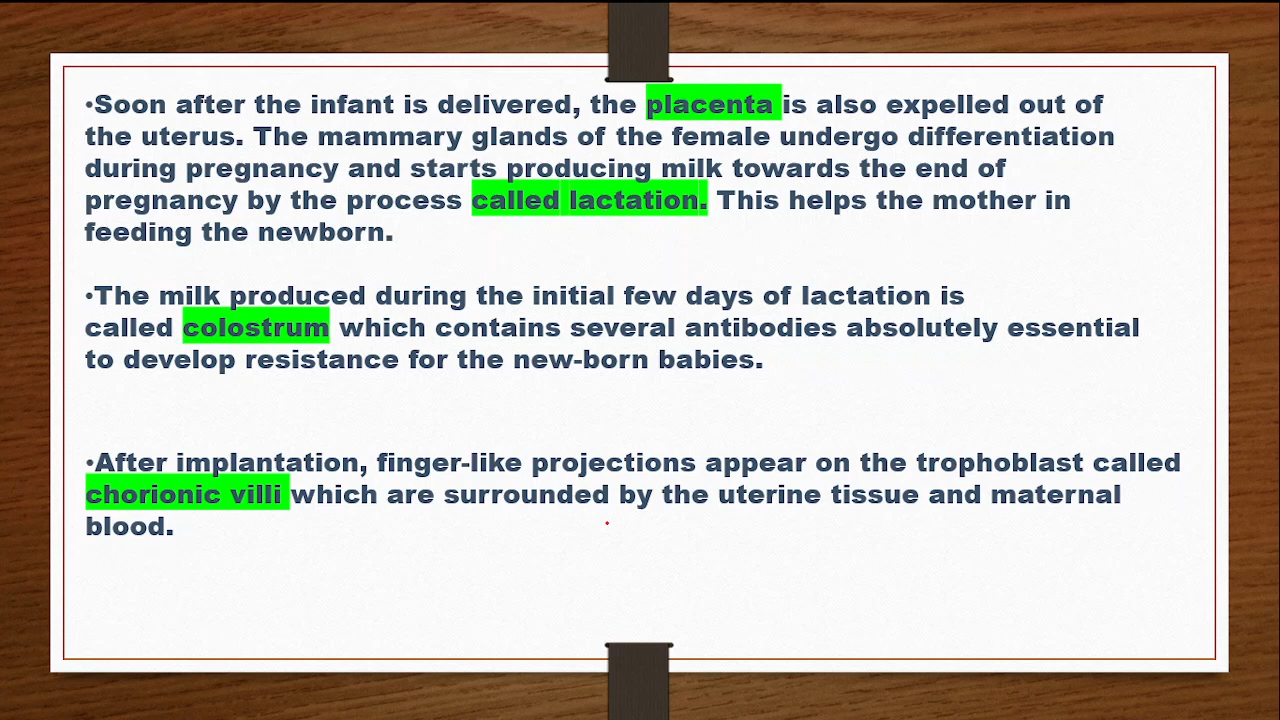 •Soon after the infant is delivered, the placenta is also expelled out of
the uterus. The mammary glands of the female undergo differentiation
during pregnancy and starts producing milk towards the end of
pregnancy by the process called lactation. This helps the mother in
feeding the newborn.
•The milk produced during the initial few days of lactation is
called colostrum which contains several antibodies absolutely essential
to develop resistance for the new-born babies.
•After implantation, finger-like projections appear on the trophoblast called
chorionic villi which are surrounded by the uterine tissue and maternal
blood.